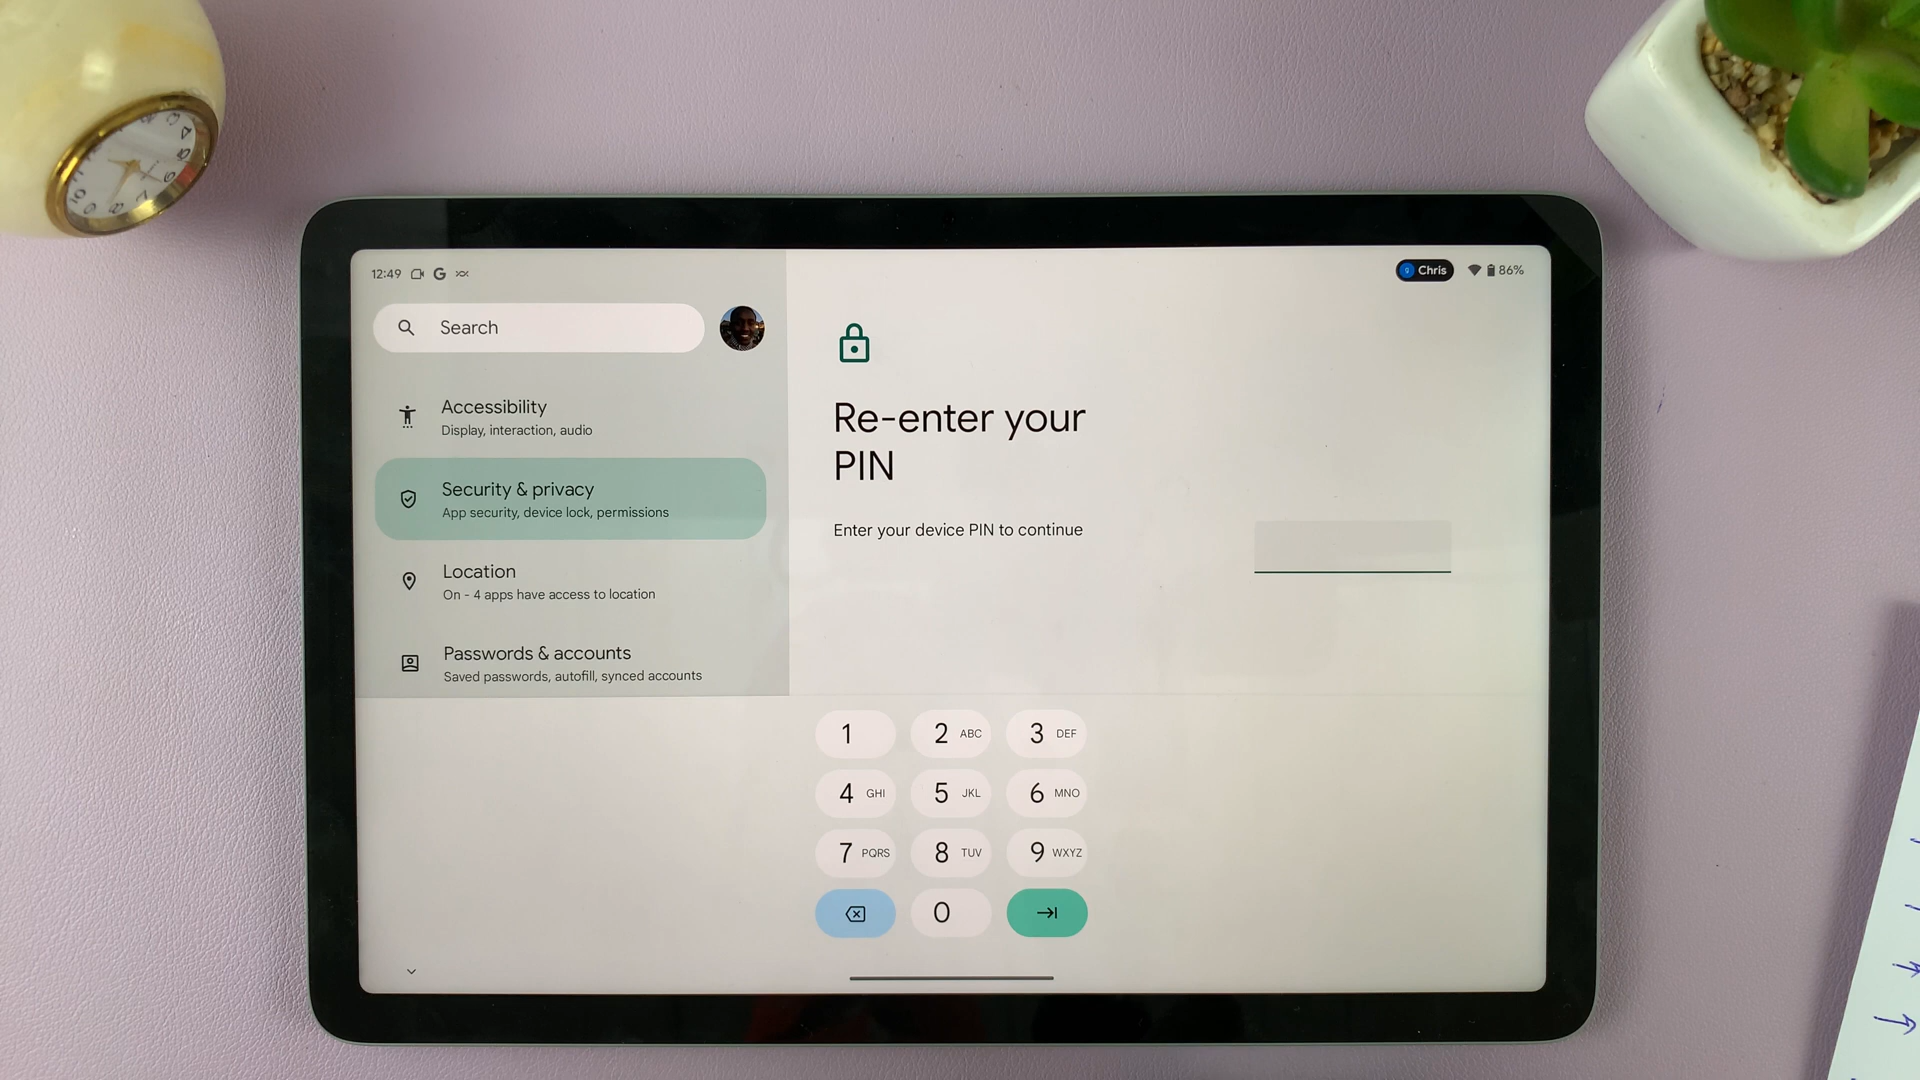 12:49
Chris
86%
Search
Accessibility
Display, interaction, audio
Security & privacy
App security, device lock, permissions
Location
On - 4 apps have access to location
Passwords & accounts
Saved passwords, autofill, synced accounts
Re-enter your
PIN
Enter your device PIN to continue
1
2 ABC
3 DEF
4 GHI
5 JKL
6 MNO
7 PQRS
8 TUV
9 WXYZ
0